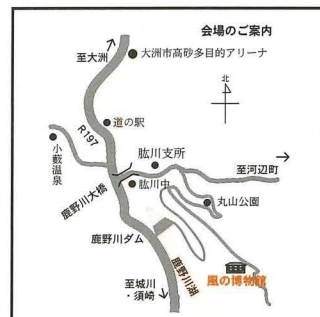 会場のご案内
至大洲
大洲市高砂多目的アリーナ
北
道の駅
R197
肱川支所
至河辺町
小藪温泉
鹿野川大橋
肱川中
丸山公園
鹿野川ダム
鹿野川湖
風の博物館
至城川
・須崎